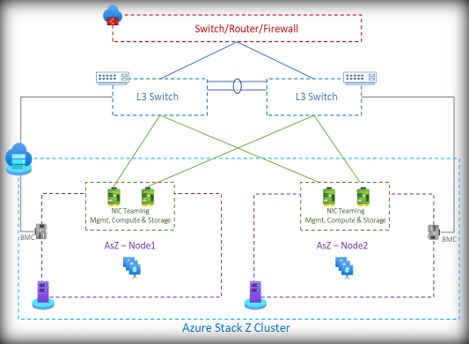 Switch/Router/Firewall
L3 Switch
L3 Switch
NIC Teaming
Mgmt, Compute & Storage
NIC Teaming
Mgmt, Compute & Storage
BMC
AsZ – Node1
AsZ – Node2
BMC
Azure Stack Z Cluster